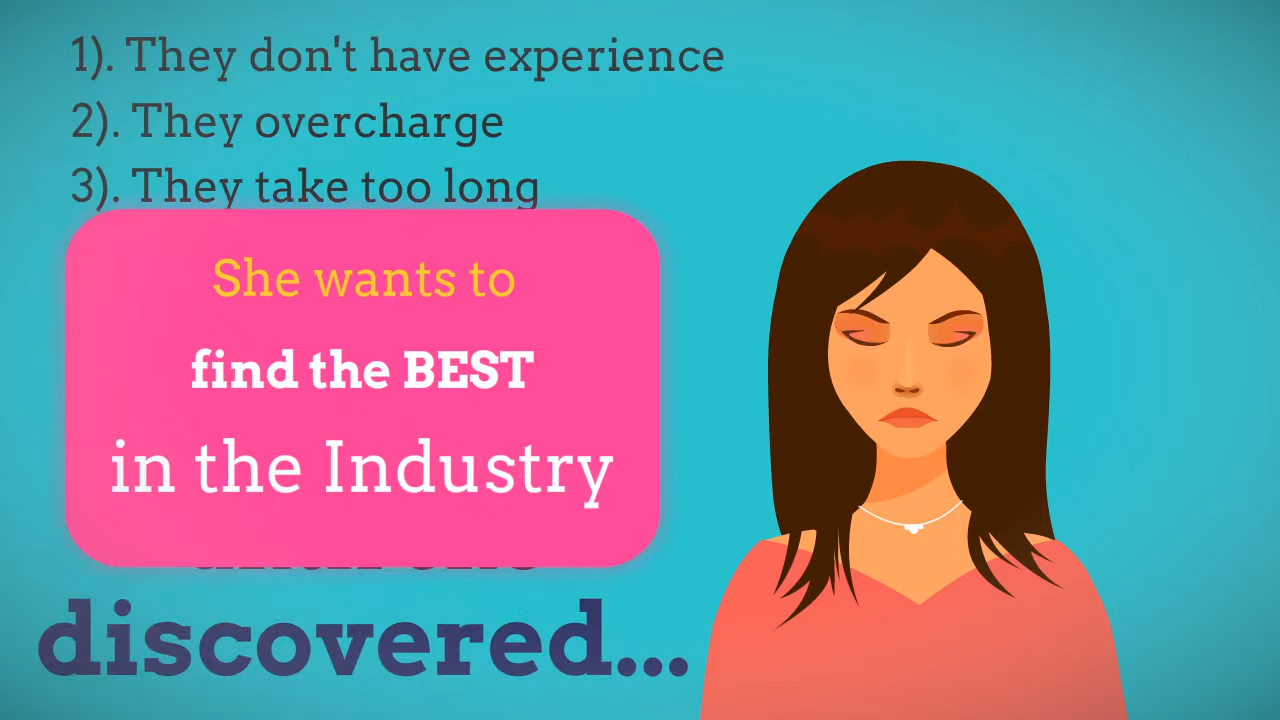 1). They don't have experience
2). They overcharge
3). They take too long
She wants to
find the BEST
in the Industry
discovered...